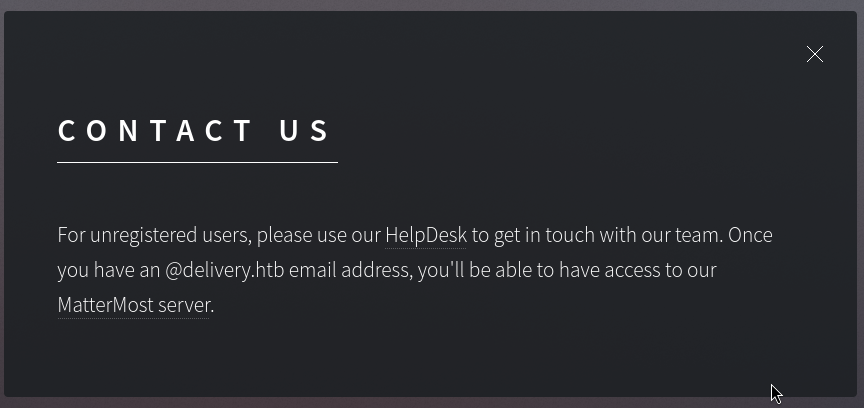 CONTACT US
For unregistered users, please use our HelpDesk to get in touch with our team. Once
you have an @delivery.htb email address, you'll be able to have access to our
MatterMost server.